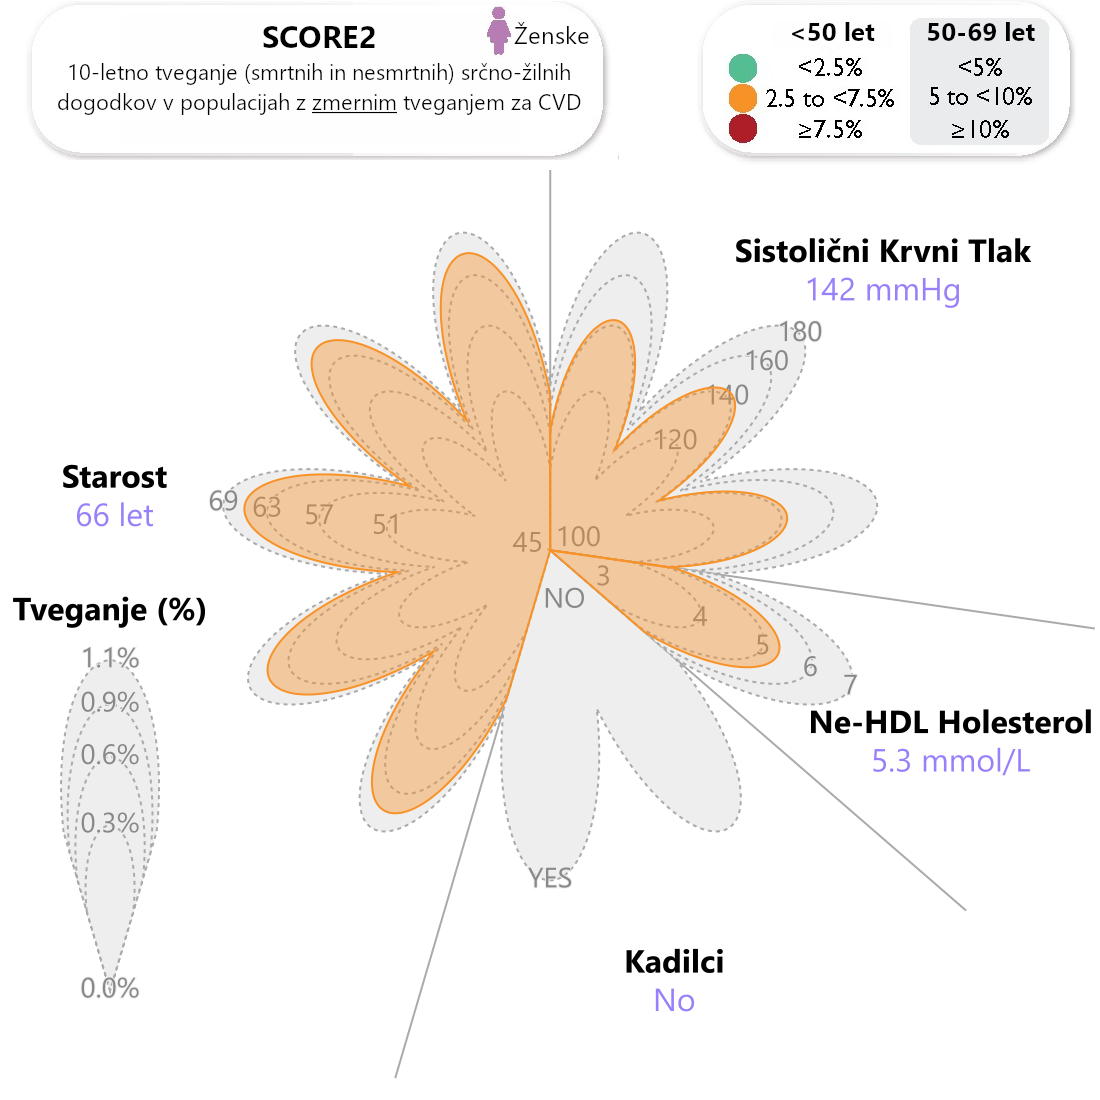 SCORE2
Ženske
10-letno tveganje (smrtnih in nesmrtnih) srčno-žilnih
dogodkov v populacijah z zmernim tveganjem za CVD
<50 let 50-69 let
<2.5% <5%
2.5 to <7.5% 5 to <10%
≥7.5% ≥10%
Sistolični Krvni Tlak
142 mmHg
180
160
140
120
100
Starost
66 let
69 63 57 51 45
3
4
5
6
7
NO
YES
Ne-HDL Holesterol
5.3 mmol/L
Tveganje (%)
1.1%
0.9%
0.6%
0.3%
0.0%
Kadilci
No